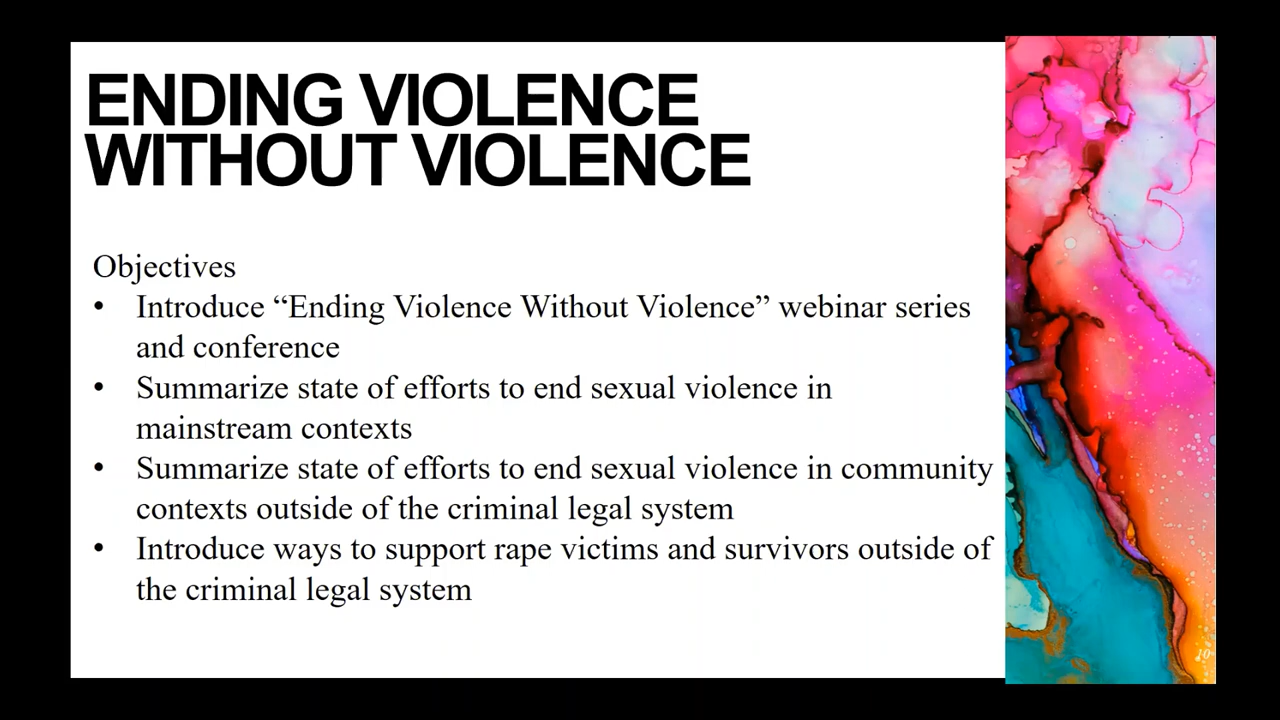 ENDING VIOLENCE
WITHOUT VIOLENCE
Objectives
• Introduce “Ending Violence Without Violence” webinar series
and conference
• Summarize state of efforts to end sexual violence in
mainstream contexts
• Summarize state of efforts to end sexual violence in community
contexts outside of the criminal legal system
• Introduce ways to support rape victims and survivors outside of
the criminal legal system
10